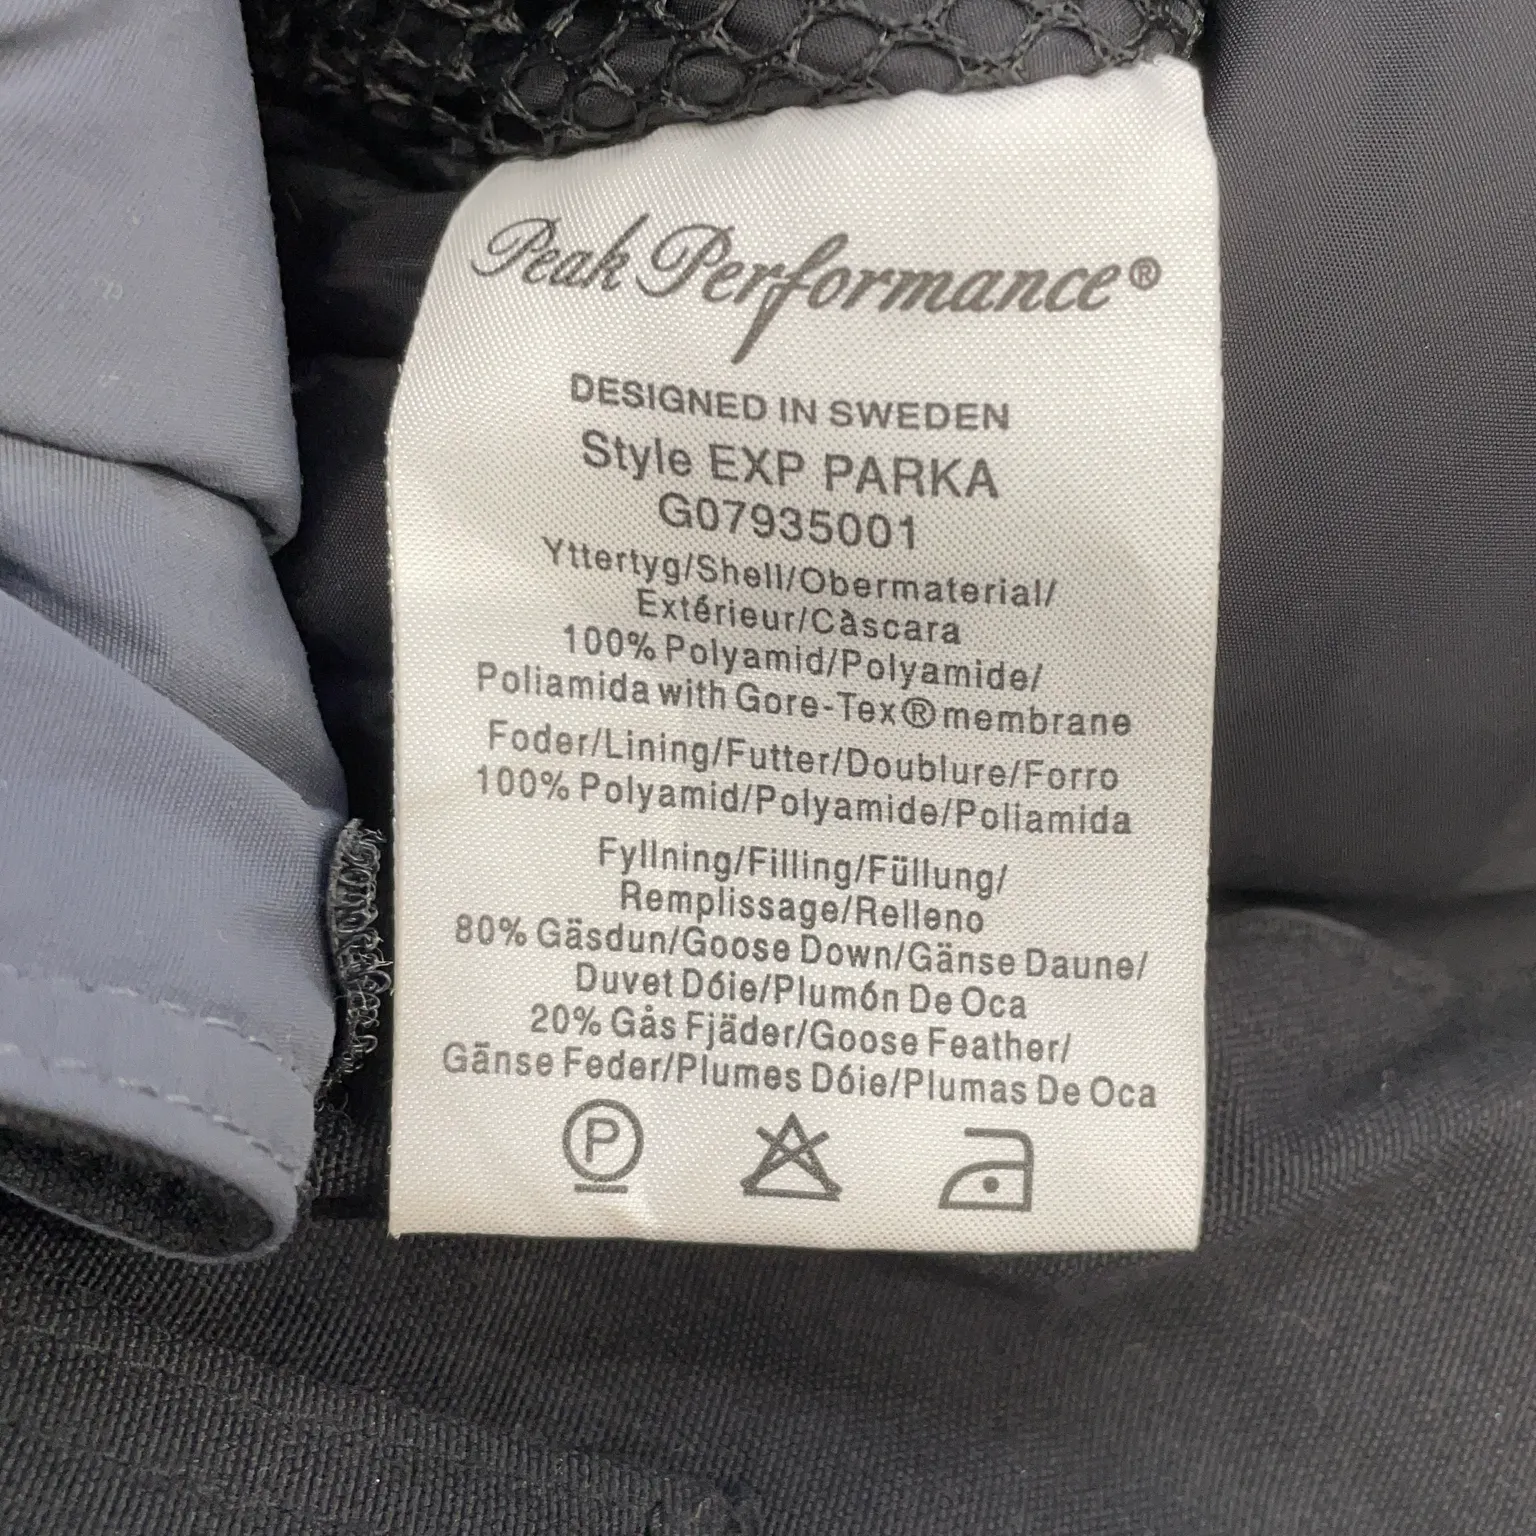 Peak Performance®
DESIGNED IN SWEDEN
Style EXP PARKA
G07935001
Yttertyg/Shell/Obermaterial/
Extérieur/Càscara
100% Polyamid/Polyamide/
Poliamida with Gore-Tex® membrane
Foder/Lining/Futter/Doublure/Forro
100% Polyamid/Polyamide/Poliamida
Fyllning/Filling/Füllung/
Remplissage/Relleno
80% Gäsdun/Goose Down/Gänse Daune/
Duvet Dóie/Plumón De Oca
20% Gås Fjäder/Goose Feather/
Gänse Feder/Plumes Dóie/Plumas De Oca
P